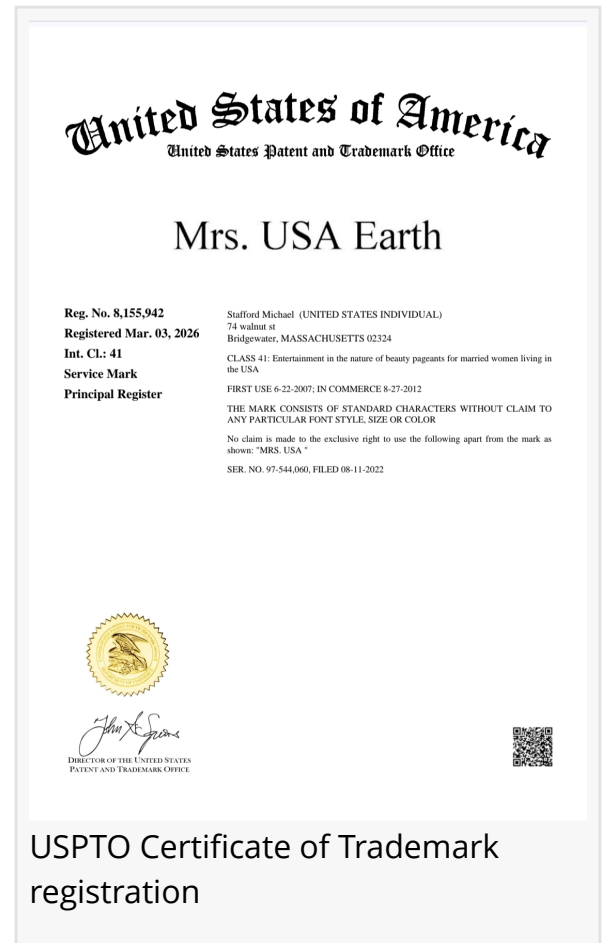 United States of America
United States Patent and Trademark Office
Mrs. USA Earth
Reg. No. 8,155,942
Registered Mar. 03, 2026
Int. Cl.: 41
Service Mark
Principal Register
Stafford Michael (UNITED STATES INDIVIDUAL)
74 walnut st
Bridgewater, MASSACHUSETTS 02324
CLASS 41: Entertainment in the nature of beauty pageants for married women living in
the USA
FIRST USE 6-22-2007; IN COMMERCE 8-27-2012
THE MARK CONSISTS OF STANDARD CHARACTERS WITHOUT CLAIM TO
ANY PARTICULAR FONT STYLE, SIZE OR COLOR
No claim is made to the exclusive right to use the following apart from the mark as
shown: "MRS. USA "
SER. NO. 97-544,060, FILED 08-11-2022
DIRECTOR OF THE UNITED STATES
PATENT AND TRADEMARK OFFICE
USPTO Certificate of Trademark
registration